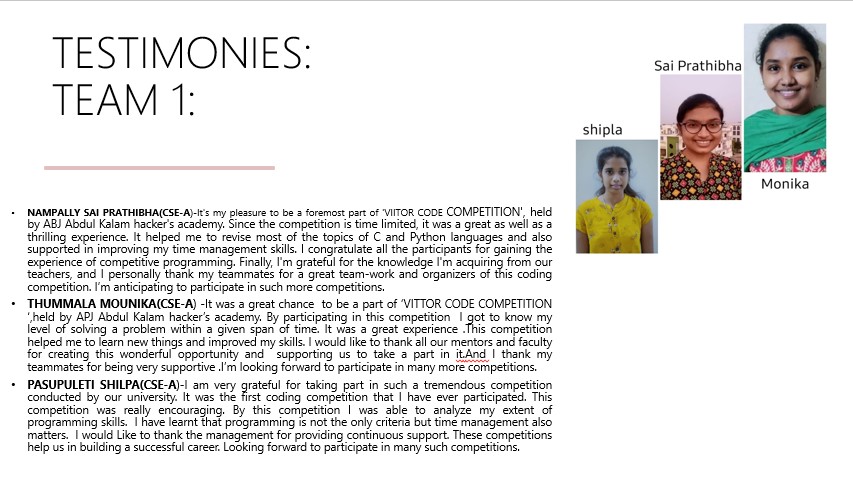 TESTIMONIES:
TEAM 1:
Sai Prathibha
shipla
Monika
• NAMPALLY SAI PRATHIBHA(CSE-A)-It's my pleasure to be a foremost part of 'VIITOR CODE COMPETITION', held
by ABJ Abdul Kalam hacker's academy. Since the competition is time limited, it was a great as well as a
thrilling experience. It helped me to revise most of the topics of C and Python languages and also
supported in improving my time management skills. I congratulate all the participants for gaining the
experience of competitive programming. Finally, I'm grateful for the knowledge I'm acquiring from our
teachers, and I personally thank my teammates for a great team-work and organizers of this coding
competition. I'm anticipating to participate in such more competitions.
• THUMMALA MOUNIKA(CSE-A) -It was a great chance to be a part of 'VITTOR CODE COMPETITION
',held by APJ Abdul Kalam hacker's academy. By participating in this competition I got to know my
level of solving a problem within a given span of time. It was a great experience .This competition
helped me to learn new things and improved my skills. I would like to thank all our mentors and faculty
for creating this wonderful opportunity and supporting us to take a part in it.And I thank my
teammates for being very supportive .I'm looking forward to participate in many more competitions.
• PASUPULETI SHILPA(CSE-A)-I am very grateful for taking part in such a tremendous competition
conducted by our university. It was the first coding competition that I have ever participated. This
competition was really encouraging. By this competition I was able to analyze my extent of
programming skills. I have learnt that programming is not the only criteria but time management also
matters. I would Like to thank the management for providing continuous support. These competitions
help us in building a successful career. Looking forward to participate in many such competitions.